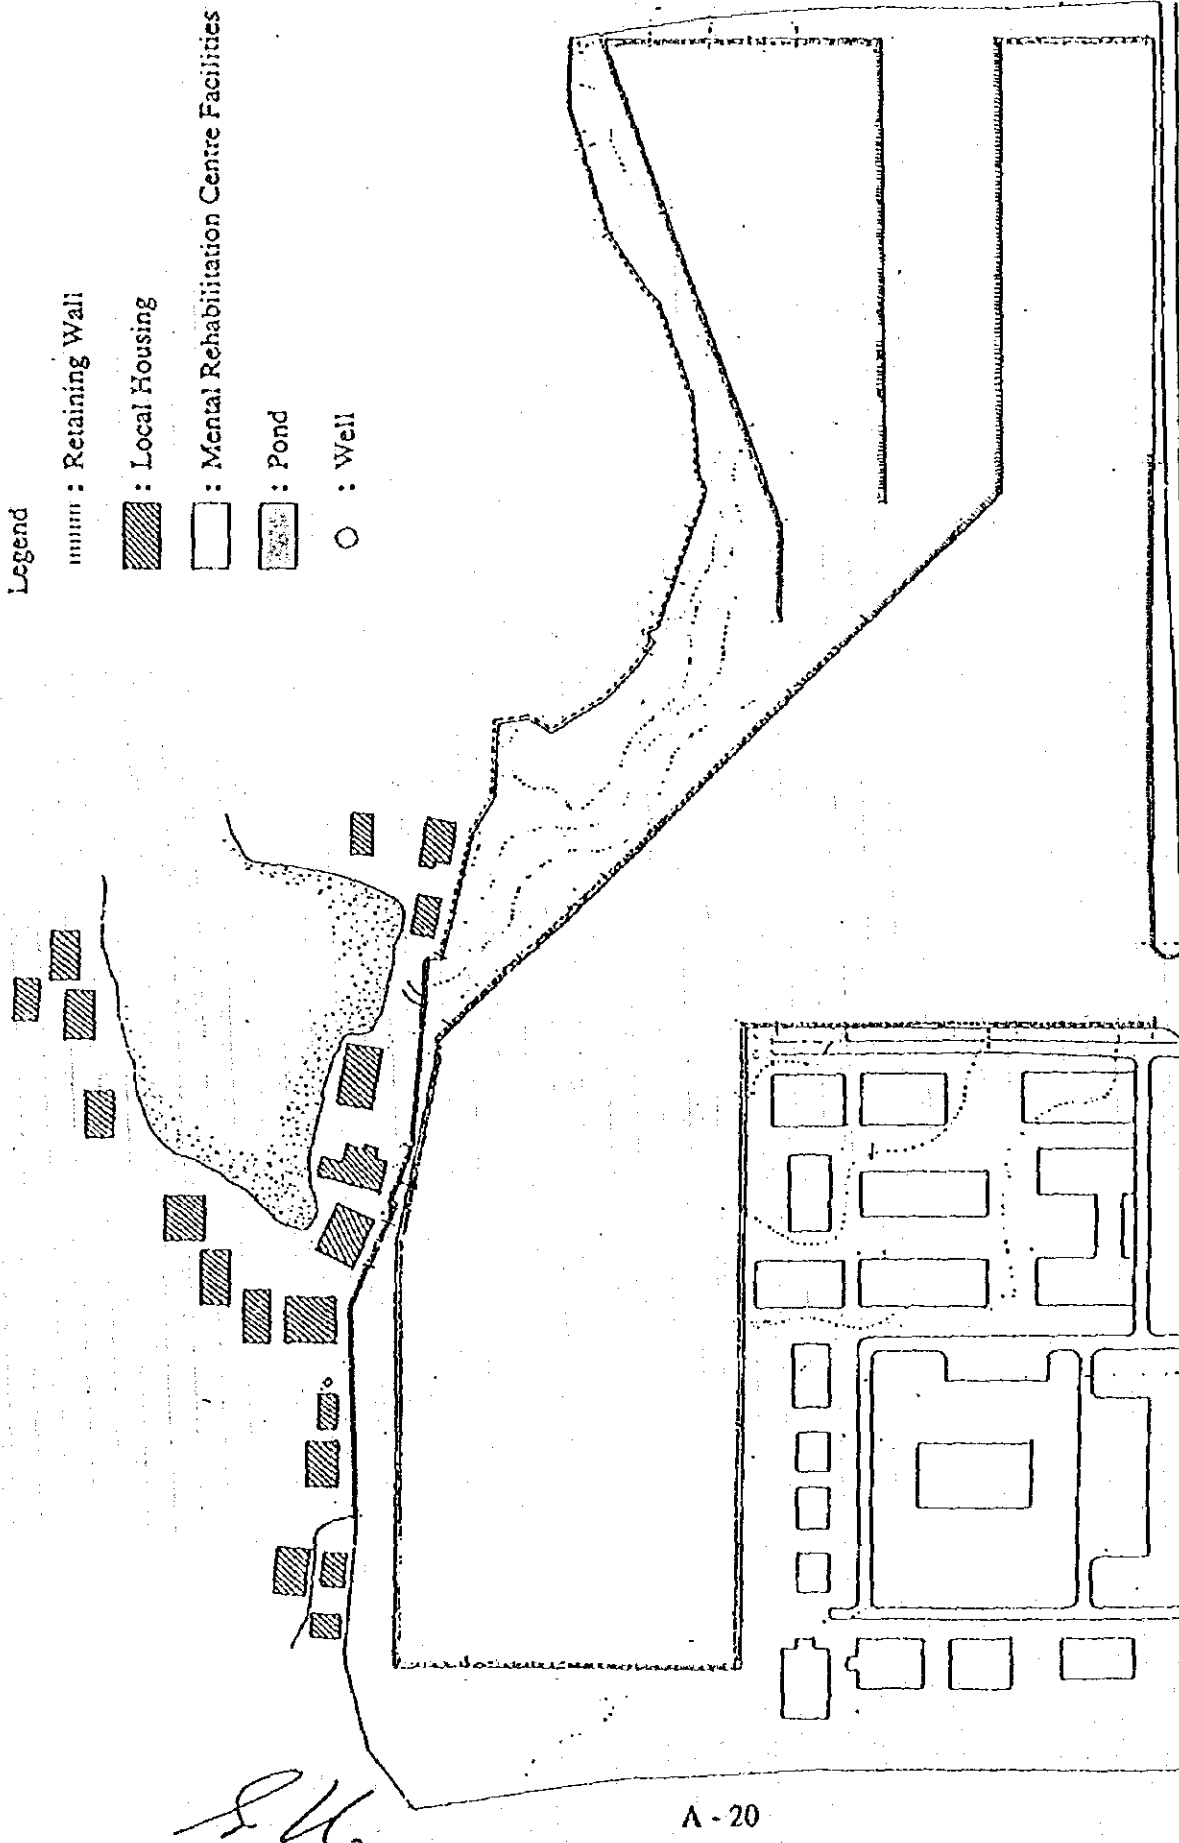 Legend
: Retaining Wall
: Local Housing
: Mental Rehabilitation Centre Facilities
: Pond
: Well
A - 20